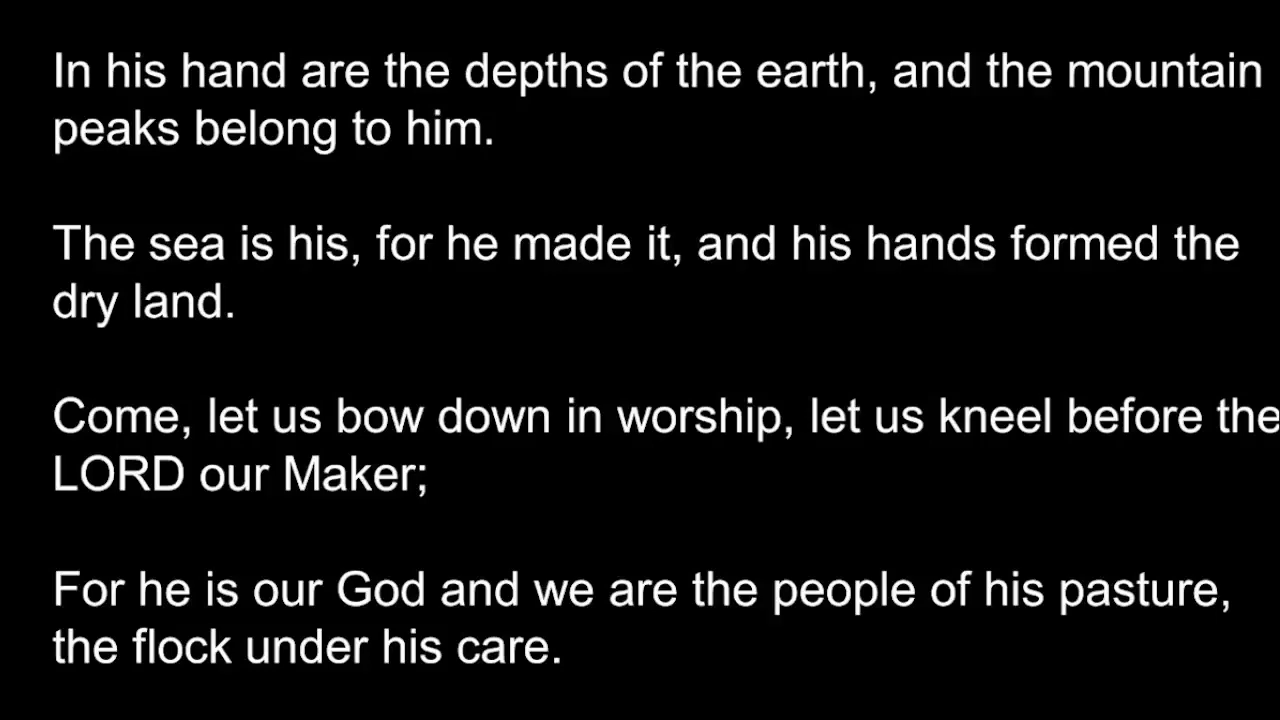 In his hand are the depths of the earth, and the mountain
peaks belong to him.
The sea is his, for he made it, and his hands formed the
dry land.
Come, let us bow down in worship, let us kneel before the
LORD our Maker;
For he is our God and we are the people of his pasture,
the flock under his care.